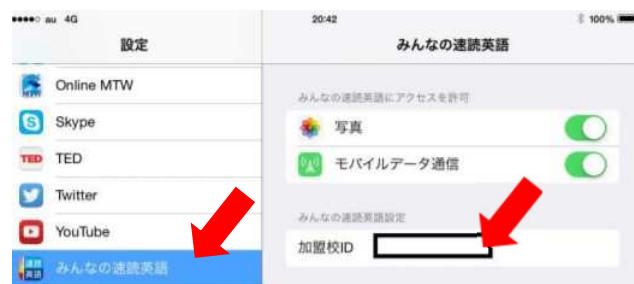 au 4G
20:42
100%
設定
Online MTW
Skype
TED
Twitter
YouTube
みんなの速読英語
みんなの速読英語
みんなの速読英語にアクセスを許可
写真
モバイルデータ通信
みんなの速読英語設定
加盟校ID